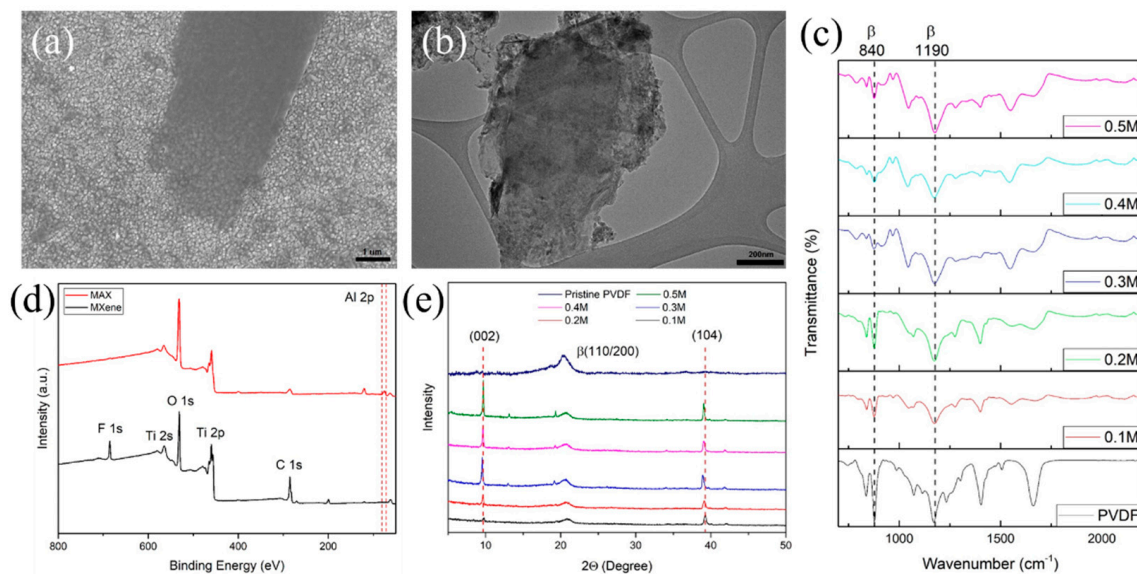 (a)
1 um
(b)
200nm
(c)
β
840
β
1190
0.5M
0.4M
0.3M
0.2M
0.1M
PVDF
Transmittance (%)
1000
1500
2000
Wavenumber (cm⁻¹)
(d)
MAX
MXene
Al 2p
O 1s
F 1s
Ti 2s
Ti 2p
C 1s
Intensity (a.u.)
800
600
400
200
Binding Energy (eV)
(e)
Pristine PVDF
0.5M
0.4M
0.3M
0.2M
0.1M
(002)
(104)
β(110/200)
Intensity
10
20
30
40
50
2Θ (Degree)